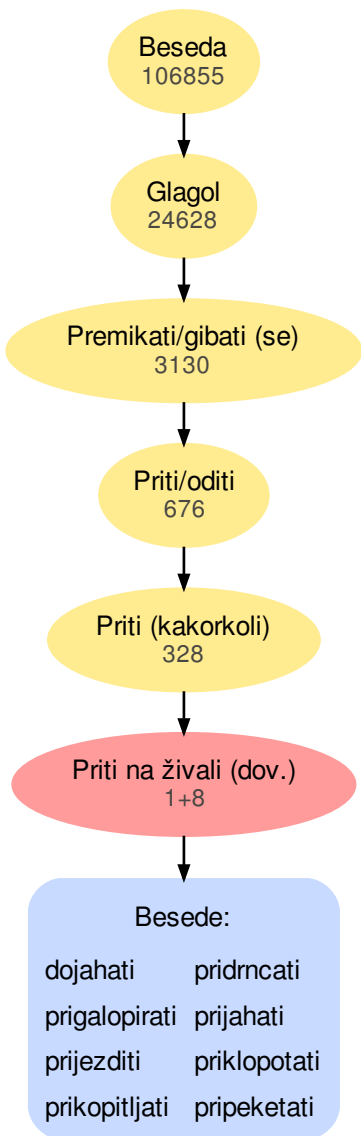 Beseda
106855
Glagol
24628
Premikati/gibati (se)
3130
Priti/oditi
676
Priti (kakorkoli)
328
Priti na živali (dov.)
1+8
Besede:
dojahati pridrncati
prigalopirati prijahati
prijezditi priklopotati
prikopitljati pripeketati